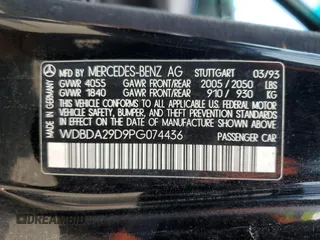 MFD. BY MERCEDES-BENZ AG STUTTGART 03/93
GVWR 4055 GAWR FRONT/REAR 2005/2050 LBS
GVWR 1840 GAWR FRONT/REAR 910/930 KG
THIS VEHICLE CONFORMS TO ALL APPLICABLE FEDERAL MOTOR VEHICLE
SAFETY, BUMPER, AND THEFT PREVENTION STANDARDS IN EFFECT ON THE
DATE OF MANUFACTURE SHOWN ABOVE.
WDBDA29D9PG074436 PASSENGER CAR
MADE IN GERMANY
DREAMBID